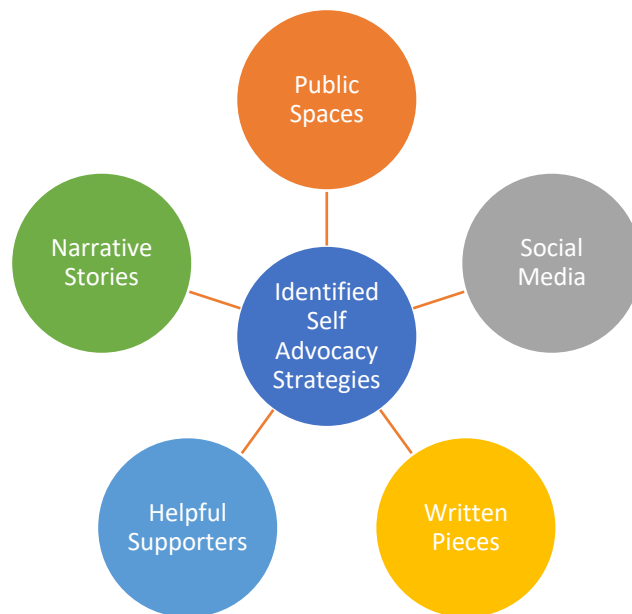 Public
Spaces
Narrative
Stories
Social
Media
Identified
Self
Advocacy
Strategies
Helpful
Supporters
Written
Pieces